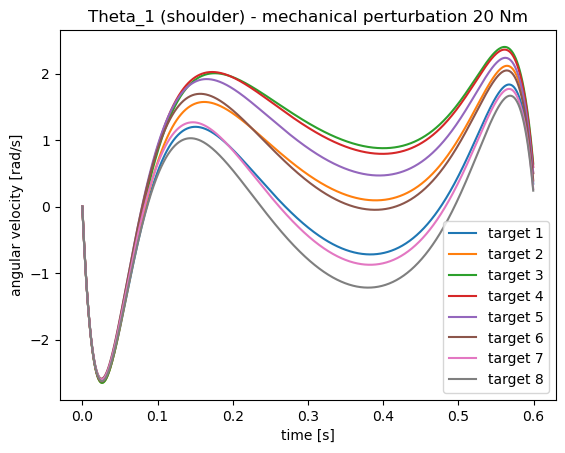 Theta_1 (shoulder) - mechanical perturbation 20 Nm
angular velocity [rad/s]
2
1
0
−1
−2
0.0 0.1 0.2 0.3 0.4 0.5 0.6
time [s]
target 1
target 2
target 3
target 4
target 5
target 6
target 7
target 8